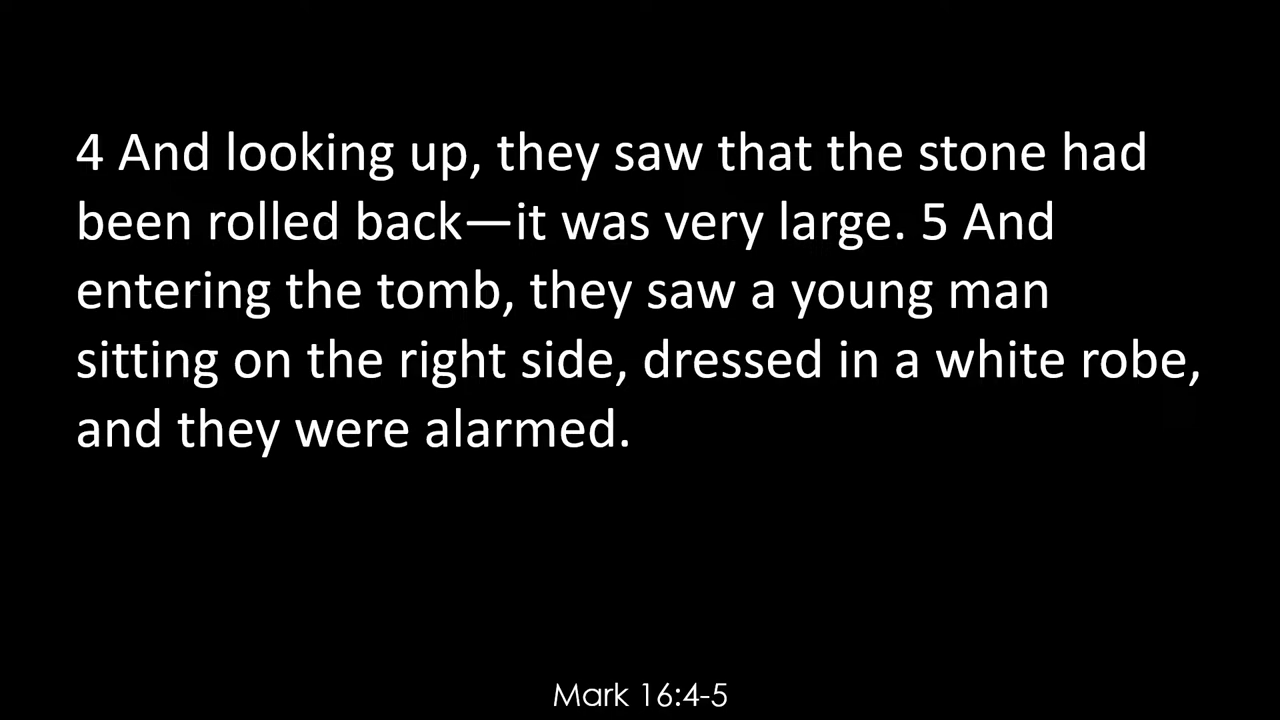 4 And looking up, they saw that the stone had
been rolled back—it was very large. 5 And
entering the tomb, they saw a young man
sitting on the right side, dressed in a white robe,
and they were alarmed.
Mark 16:4-5